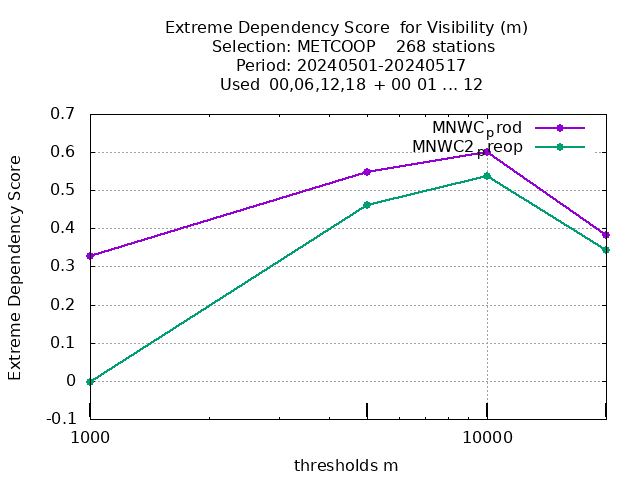 Extreme Dependency Score  for Visibility (m)
Selection: METCOOP    268 stations
Period: 20240501-20240517
Used  00,06,12,18 + 00 01 ... 12
0.7
0.6
0.5
0.4
0.3
0.2
0.1
0
-0.1
Extreme Dependency Score
MNWCprod
MNWC2preop
1000
10000
thresholds m